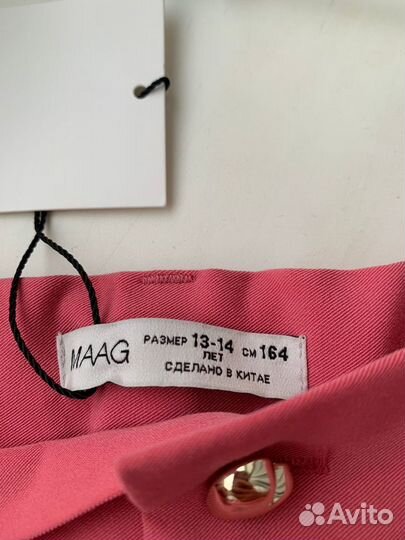 MAAG
РАЗМЕР 13-14 СМ 164
ЛЕТ
СДЕЛАНО В КИТАЕ
Avito